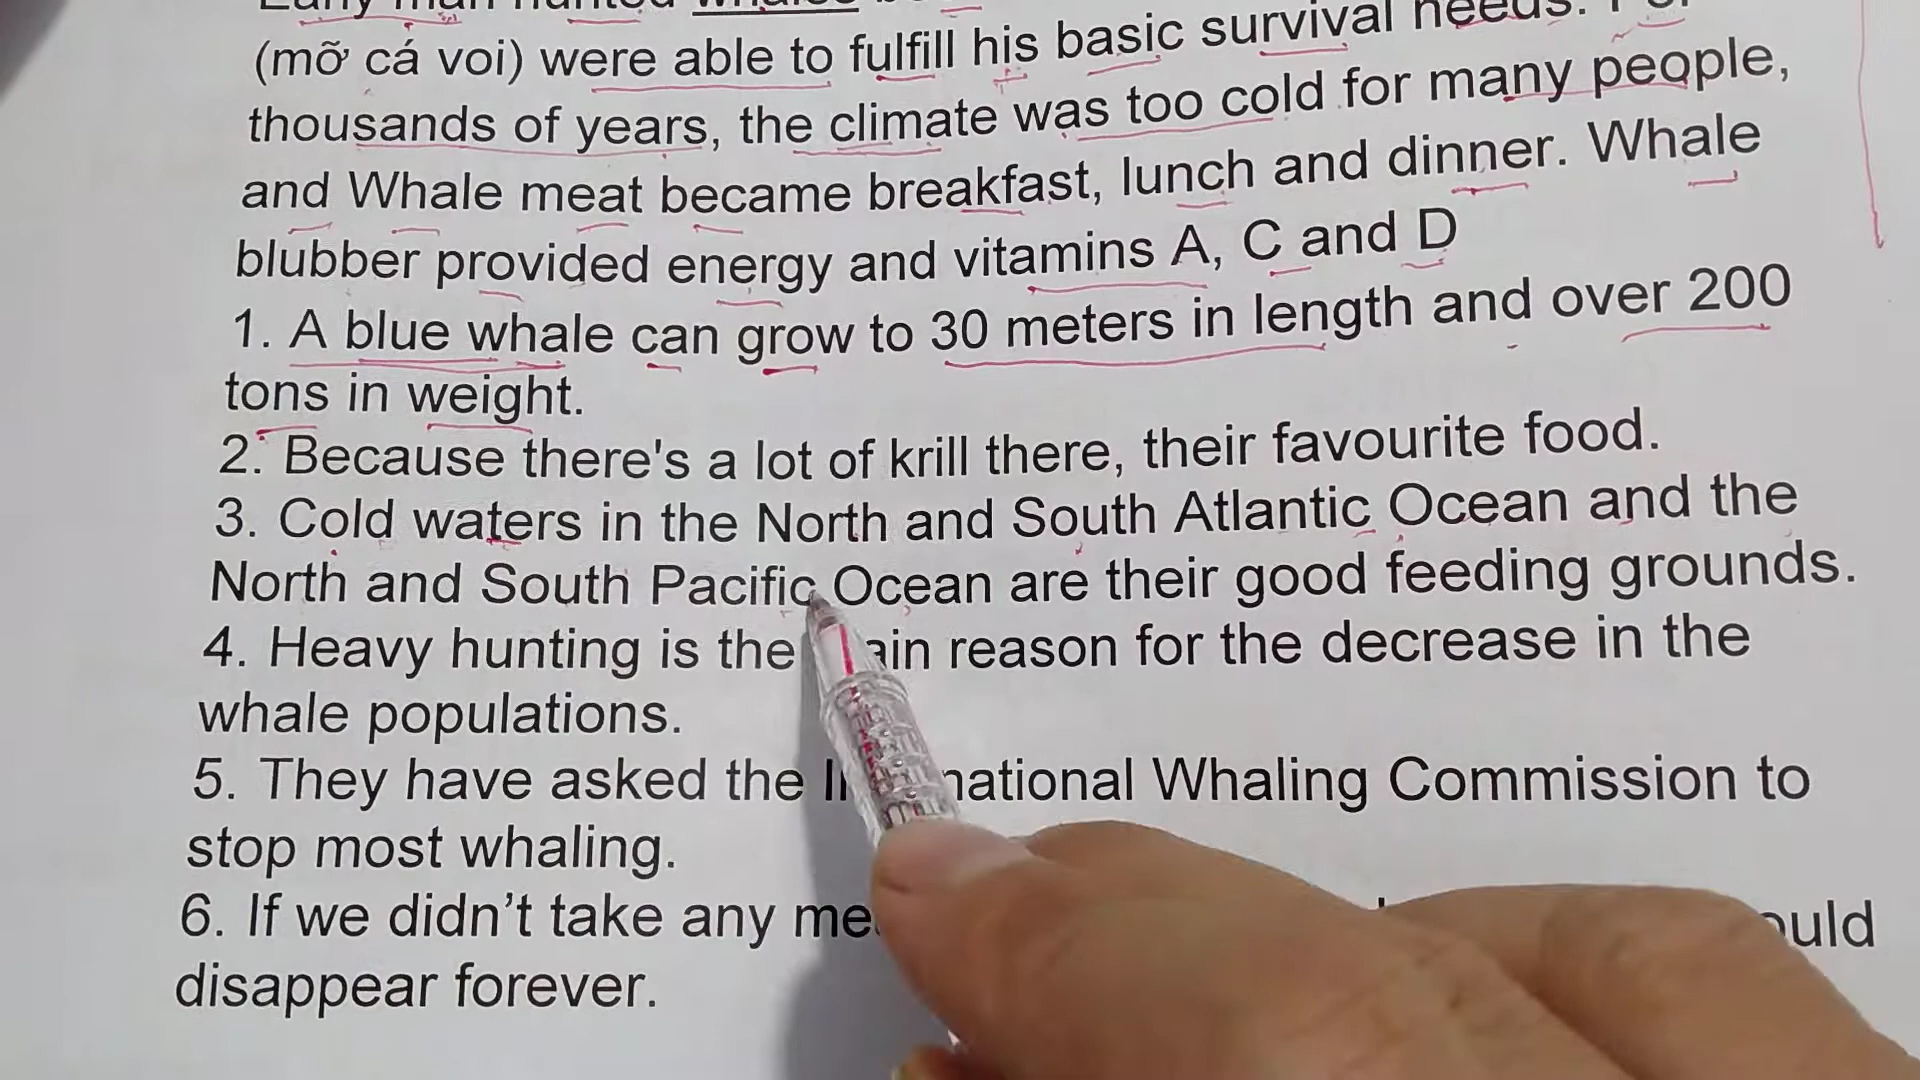 Early man hunted whales
(mỡ cá voi) were able to fulfill his basic survival needs. For
thousands of years, the climate was too cold for many people,
and Whale meat became breakfast, lunch and dinner. Whale
blubber provided energy and vitamins A, C and D
1. A blue whale can grow to 30 meters in length and over 200
tons in weight.
2. Because there's a lot of krill there, their favourite food.
3. Cold waters in the North and South Atlantic Ocean and the
North and South Pacific Ocean are their good feeding grounds.
4. Heavy hunting is the ain reason for the decrease in the
whale populations.
5. They have asked the national Whaling Commission to
stop most whaling.
6. If we didn't take any ould
disappear forever.